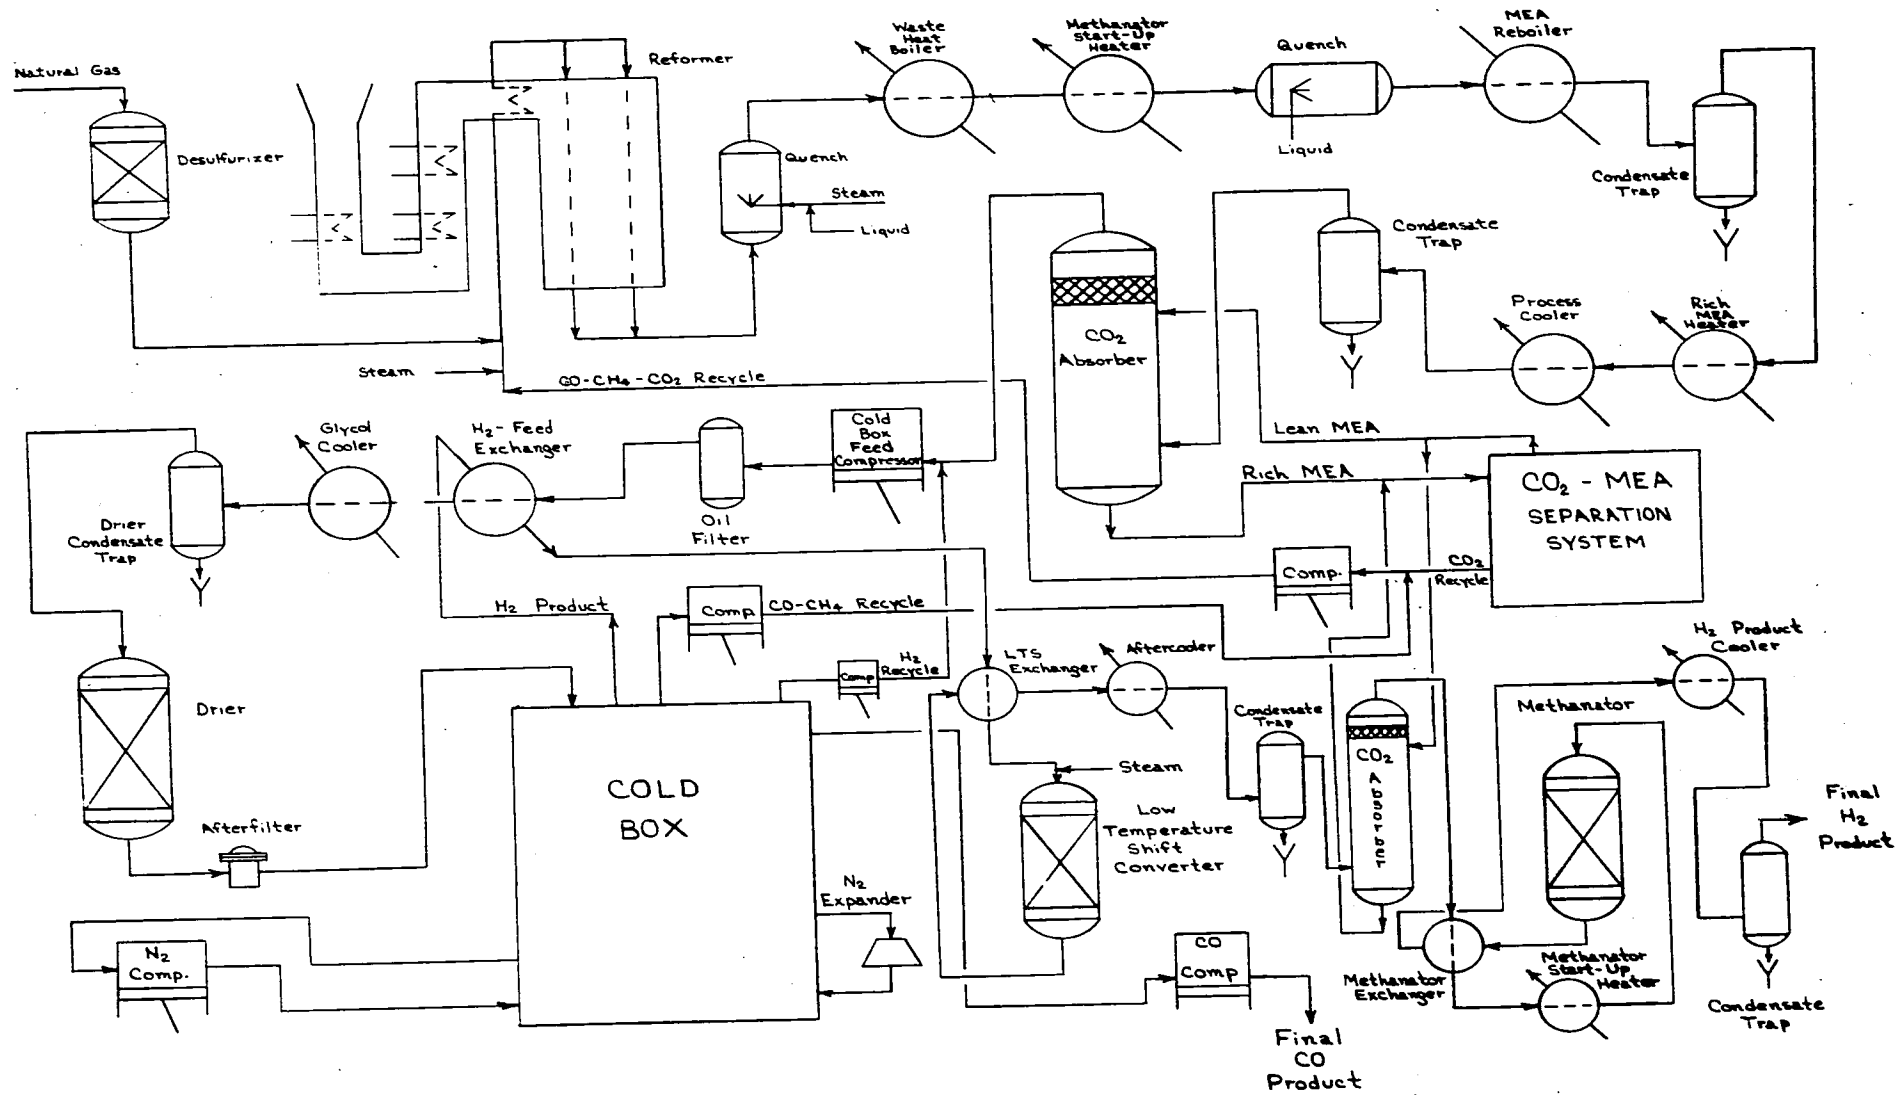 Natural Gas
Desulfurizer
Reformer
Quench
Steam
Liquid
Waste
Heat
Boiler
Methanator
Start-Up
Heater
Quench
Liquid
MEA
Reboiler
Condensate
Trap
Condensate
Trap
Process
Cooler
Rich
MEA
Heater
CO2
Absorber
Steam
CO-CH4-CO2 Recycle
Lean MEA
Rich MEA
CO2 - MEA
SEPARATION
SYSTEM
CO2
Recycle
Comp.
Cold
Box
Feed
Compressor
Oil
Filter
H2-Feed
Exchanger
Glycol
Cooler
Drier
Condensate
Trap
H2 Product
Comp
CO-CH4 Recycle
Comp
H2
Recycle
LTS
Exchanger
Aftercooler
Condensate
Trap
H2 Product
Cooler
Methanator
Drier
Afterfilter
COLD
BOX
Steam
Low
Temperature
Shift
Converter
CO2
Absorber
Final
H2
Product
N2
Expander
N2
Comp.
CO
Comp
Methanator
Exchanger
Methanator
Start-Up
Heater
Condensate
Trap
Final
CO
Product